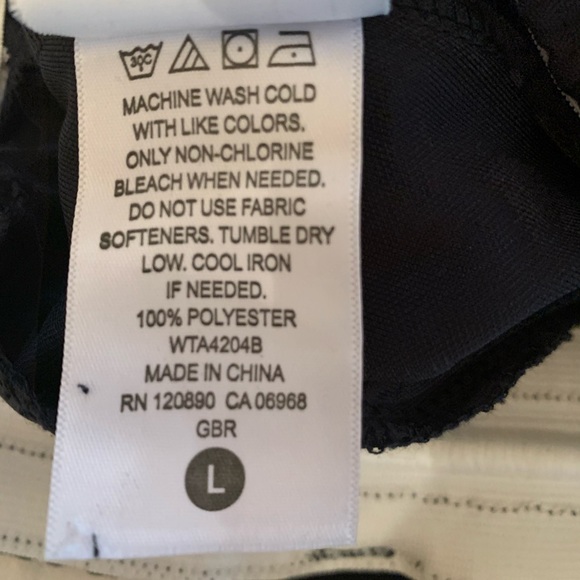 30C
MACHINE WASH COLD
WITH LIKE COLORS.
ONLY NON-CHLORINE
BLEACH WHEN NEEDED.
DO NOT USE FABRIC
SOFTENERS. TUMBLE DRY
LOW. COOL IRON
IF NEEDED.
100% POLYESTER
WTA4204B
MADE IN CHINA
RN 120890 CA 06968
GBR
L